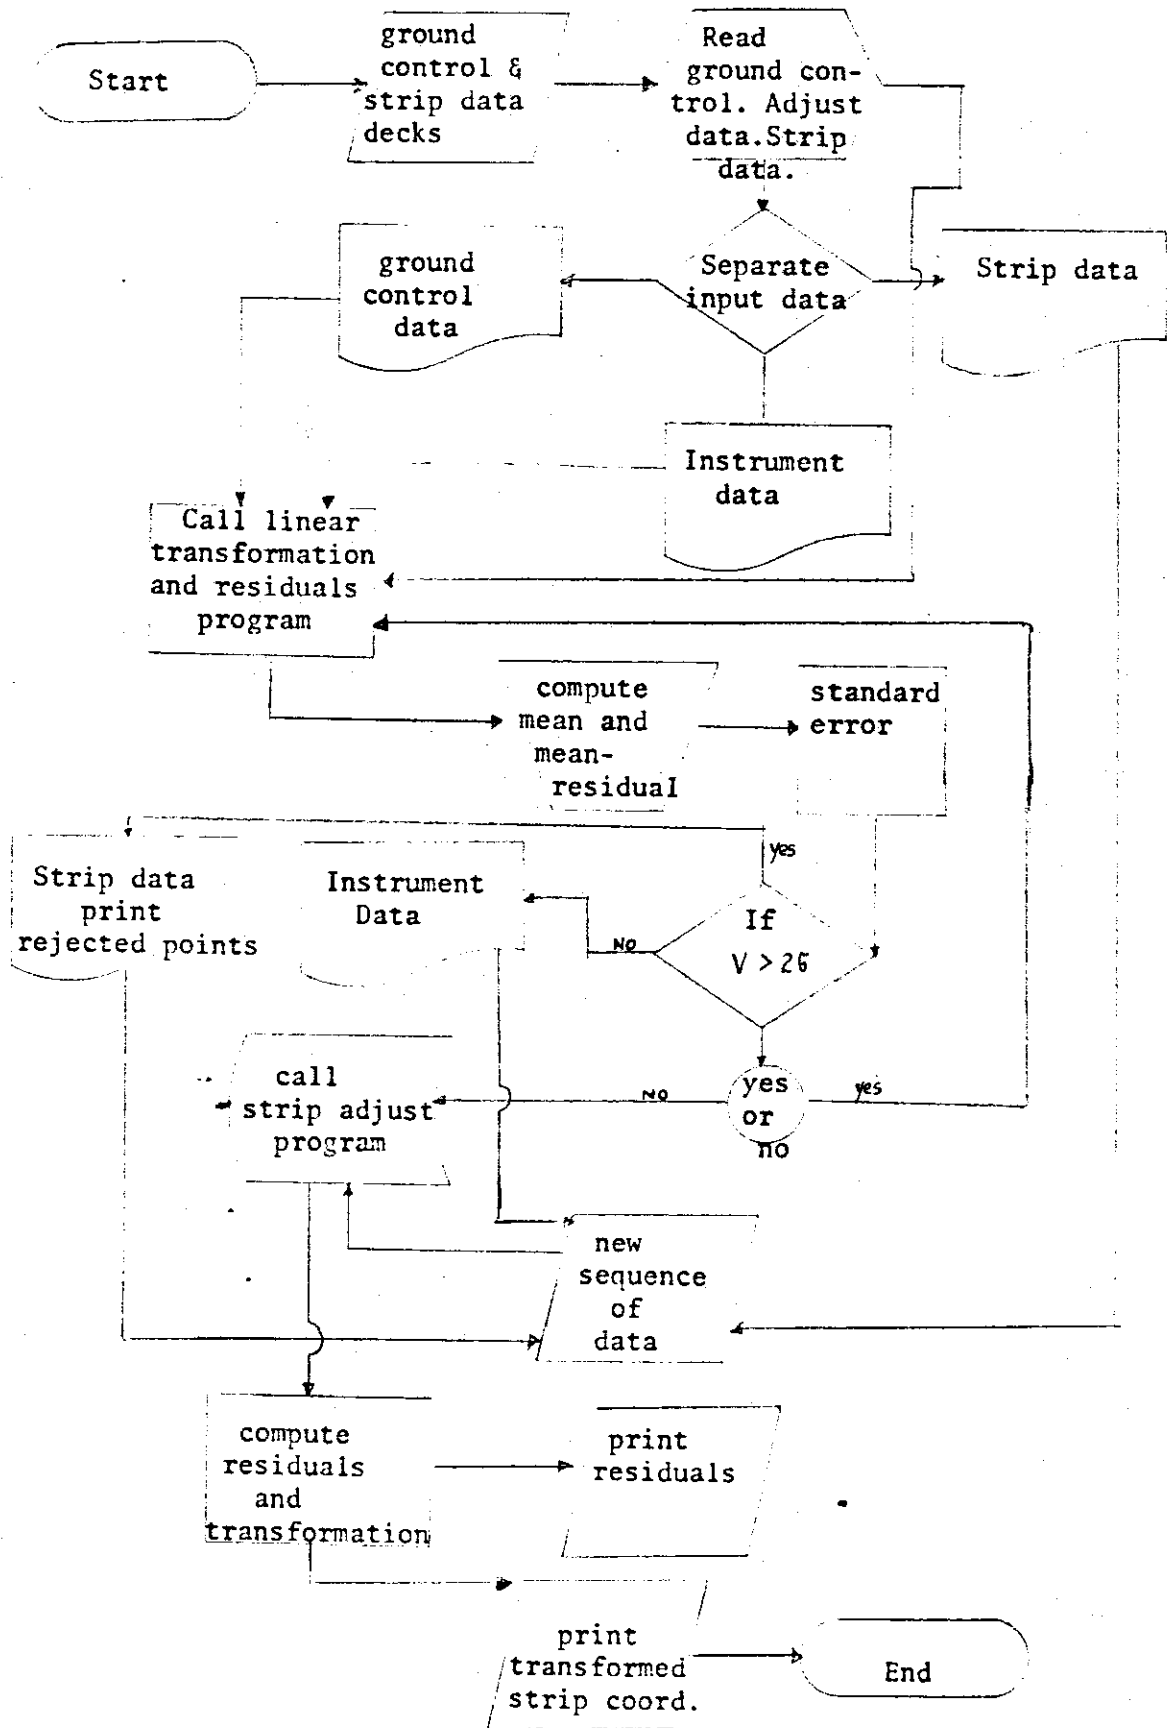 Start
ground
control &
strip data
decks
Read
ground con-
trol. Adjust
data.Strip
data.
ground
control
data
Separate
input data
Strip data
Instrument
data
Call linear
transformation
and residuals
program
compute
mean and
mean-
residual
standard
error
yes
Strip data
print
rejected points
Instrument
Data
NO
If
V > 26
call
strip adjust
program
NO
yes
or
no
yes
new
sequence
of
data
compute
residuals
and
transformation
print
residuals
print
transformed
strip coord.
End